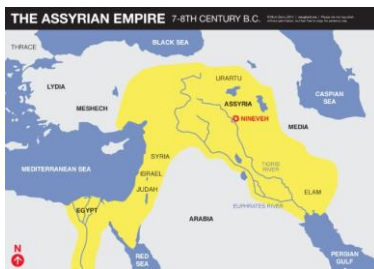 THE ASSYRIAN EMPIRE 7-8TH CENTURY B.C.
THRACE
BLACK SEA
LYDIA
MESHECH
URARTU
CASPIAN
SEA
ASSYRIA
NINEVEH
MEDIA
MEDITERRANEAN SEA
SYRIA
ISRAEL
JUDAH
TIGRIS
RIVER
EUPHRATES RIVER
ELAM
EGYPT
ARABIA
N
RED
SEA
PERSIAN
GULF